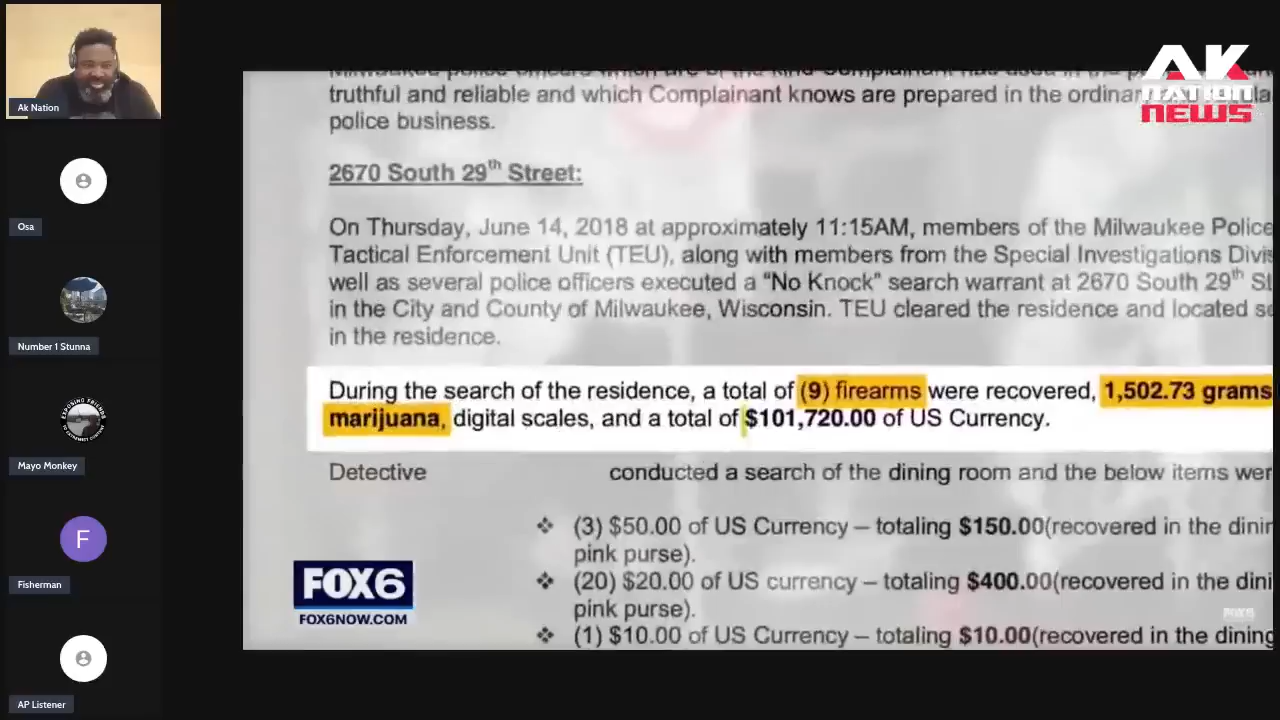 Ak Nation
Osa
Number 1 Stunna
Mayo Monkey
F
Fisherman
AP Listener
AK
NATION
NEWS
truthful and reliable and which Complainant knows are prepared in the
police business.
2670 South 29th Street:
On Thursday, June 14, 2018 at approximately 11:15AM, members of the Milwaukee Police
Tactical Enforcement Unit (TEU), along with members from the Special Investigations
well as several police officers executed a "No Knock" search warrant at 2670 South 29th
in the City and County of Milwaukee, Wisconsin. TEU cleared the residence and located
in the residence.
During the search of the residence, a total of (9) firearms were recovered, 1,502.73 grams
marijuana, digital scales, and a total of $101,720.00 of US Currency.
Detective conducted a search of the dining room and the below items
❖ (3) $50.00 of US Currency – totaling $150.00(recovered in the
pink purse).
❖ (20) $20.00 of US currency – totaling $400.00(recovered in the
pink purse).
❖ (1) $10.00 of US Currency – totaling $10.00(recovered in the dining
FOX6
FOX6NOW.COM
FOX6